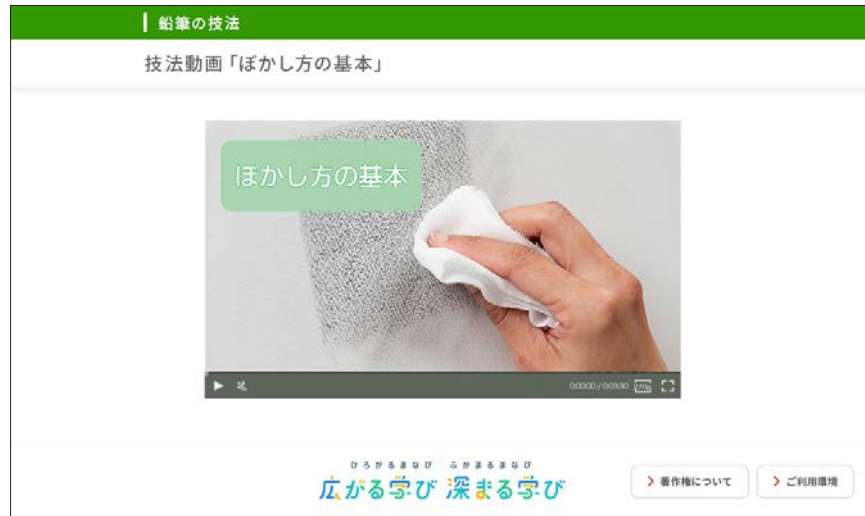 鉛筆の技法
技法動画「ぼかし方の基本」
ぼかし方の基本
00:00:00 / 00:03:30
ひろがるまなび ふかまるまなび
広がる学び 深まる学び
著作権について
ご利用環境